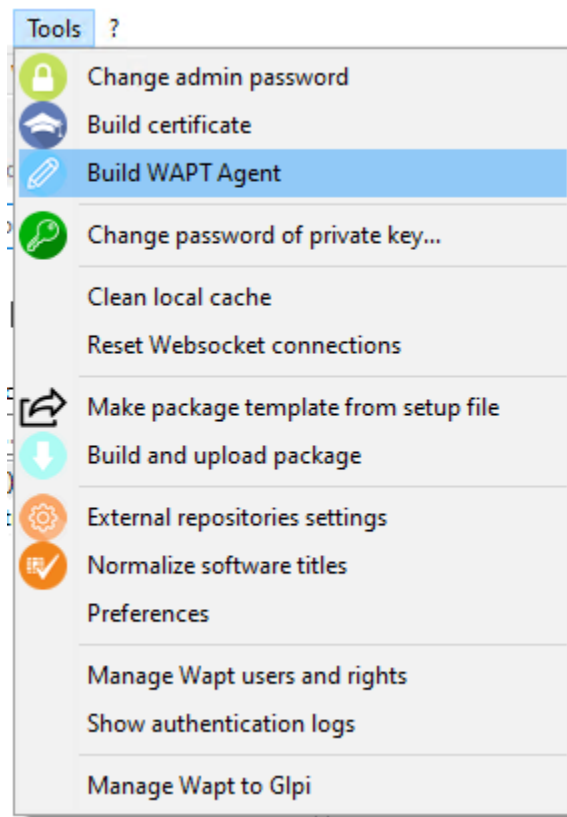 Tools ?
Change admin password
Build certificate
Build WAPT Agent
Change password of private key...
Clean local cache
Reset Websocket connections
Make package template from setup file
Build and upload package
External repositories settings
Normalize software titles
Preferences
Manage Wapt users and rights
Show authentication logs
Manage Wapt to Glpi